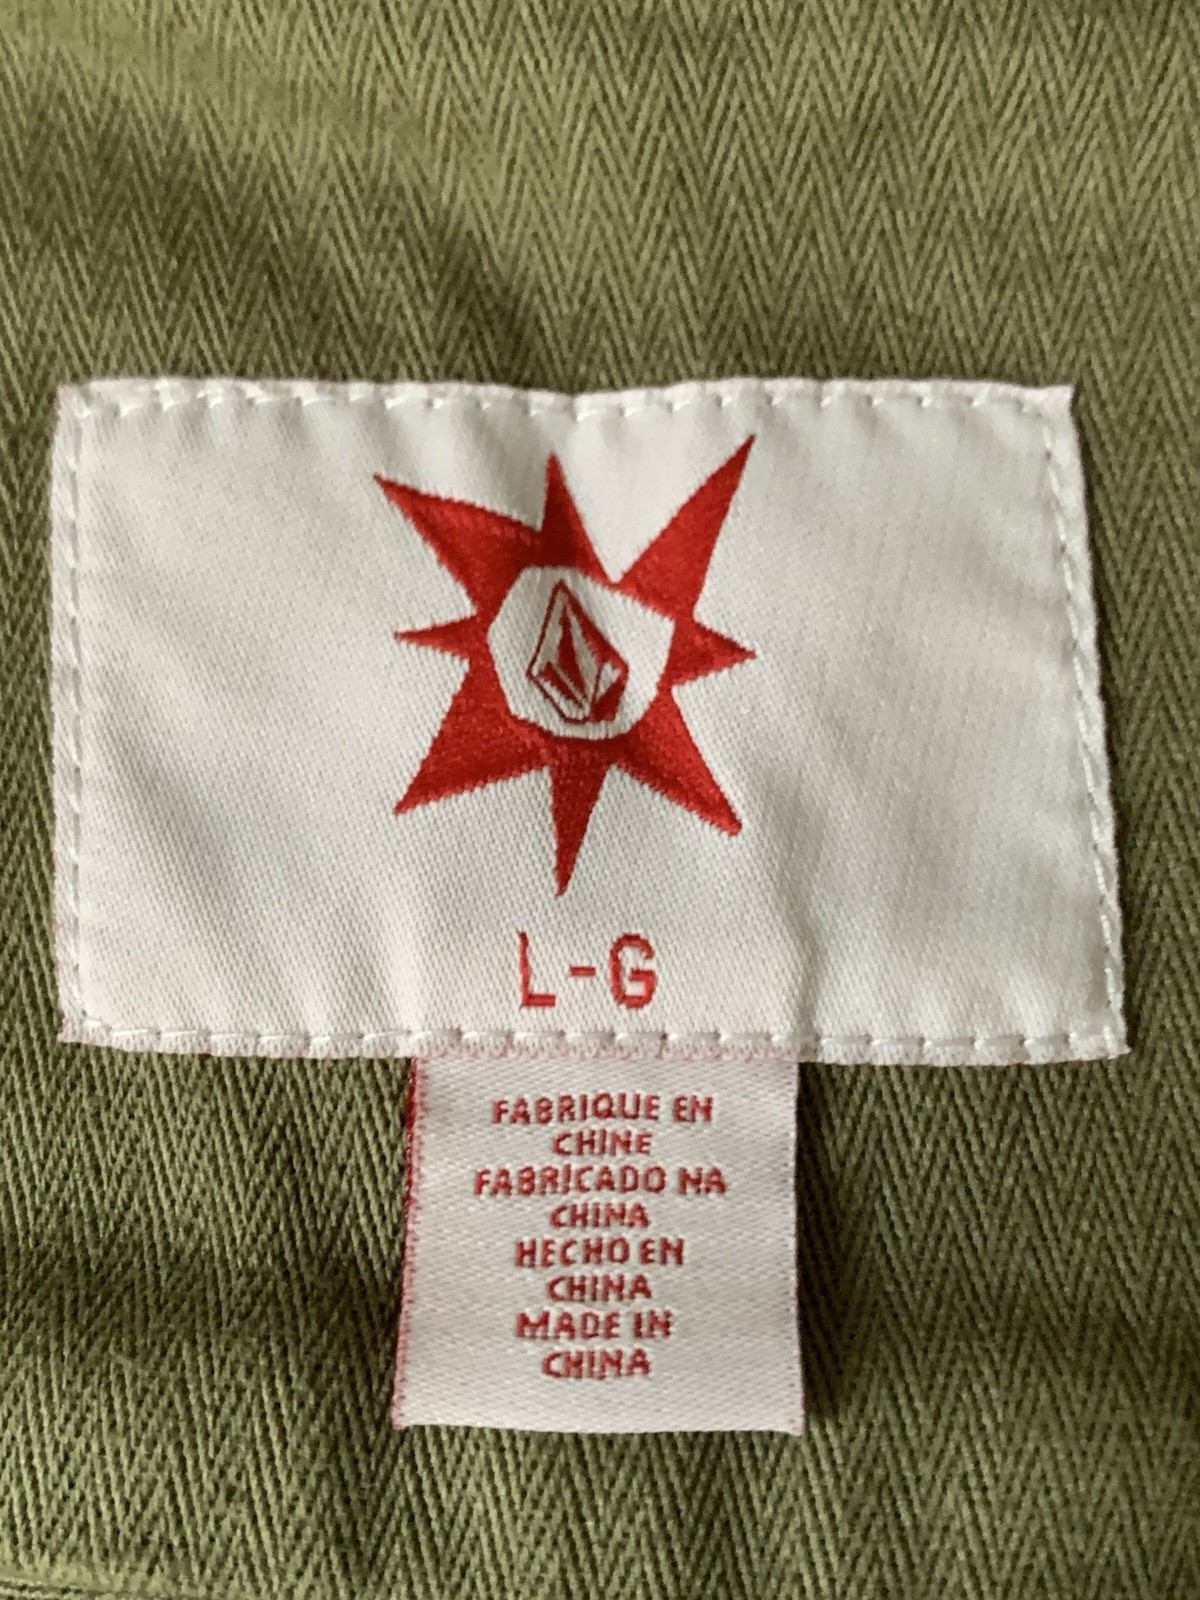 L-G
FABRIQUE EN
CHINE
FABRICADO NA
CHINA
HECHO EN
CHINA
MADE IN
CHINA